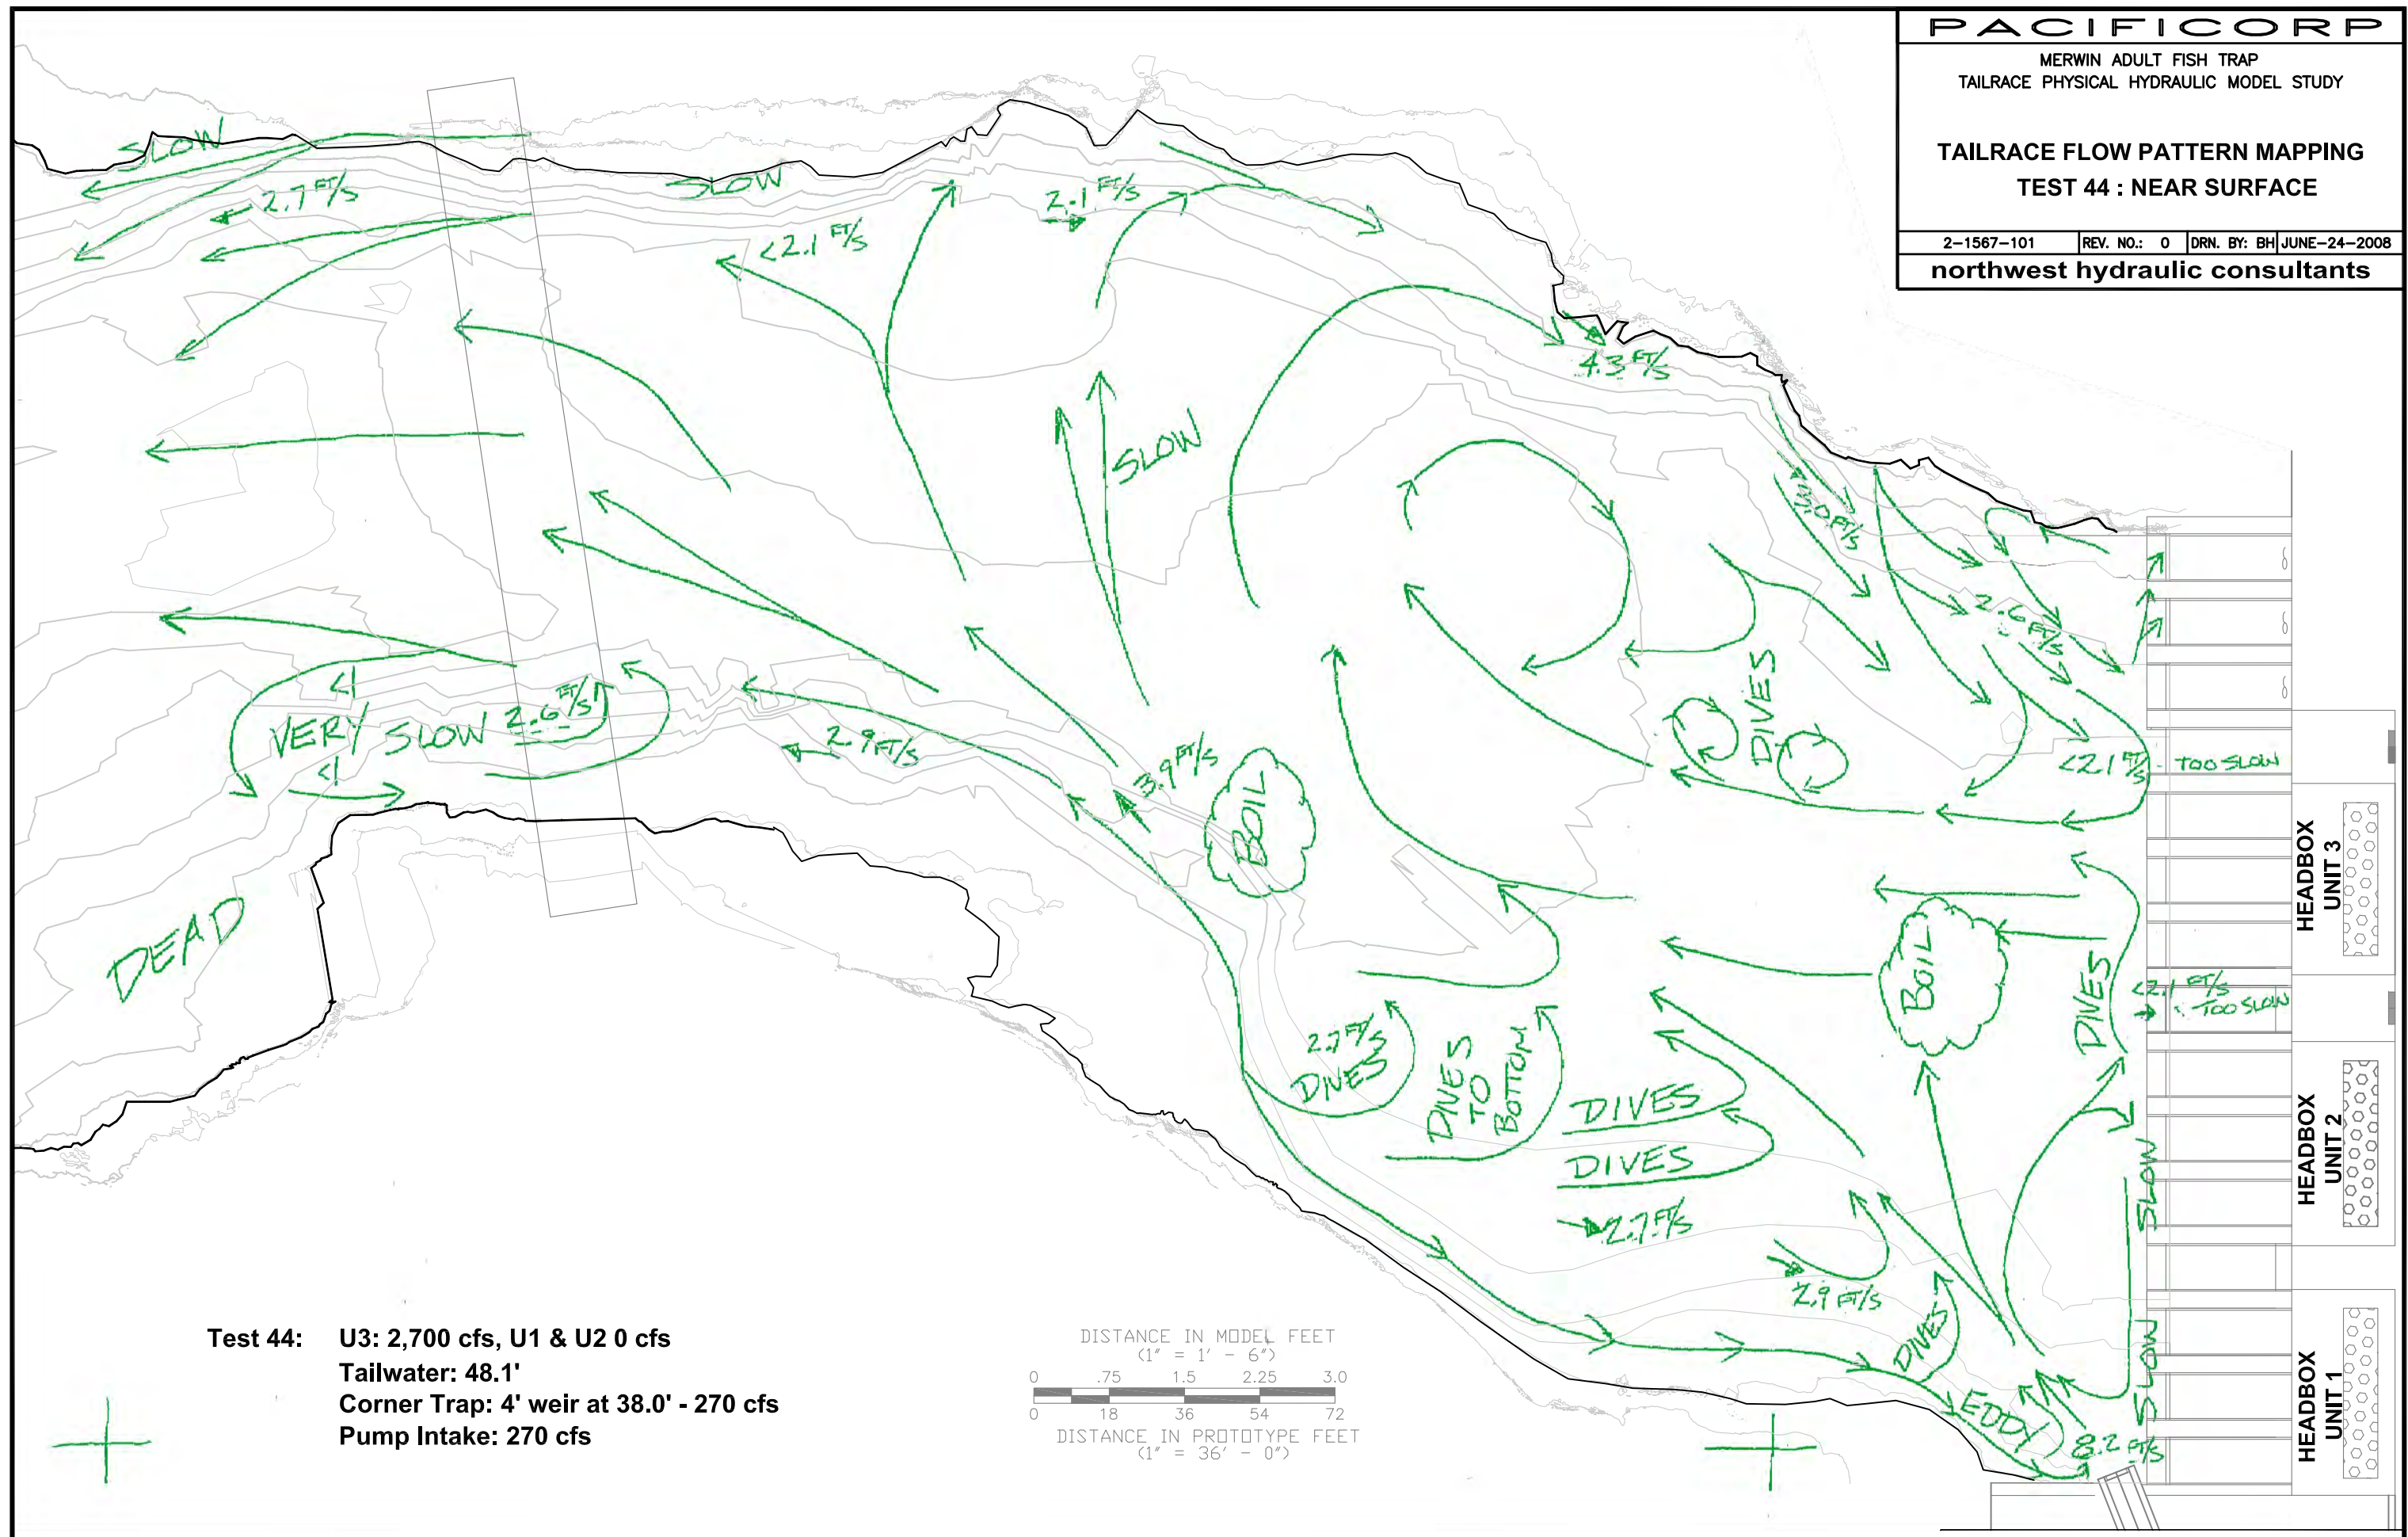 PACIFICORP
MERWIN ADULT FISH TRAP
TAILRACE PHYSICAL HYDRAULIC MODEL STUDY
TAILRACE FLOW PATTERN MAPPING
TEST 44 : NEAR SURFACE
2-1567-101 REV. NO.: 0 DRN. BY: BH JUNE-24-2008
northwest hydraulic consultants
SLOW
2.7 FT/S
SLOW
<2.1 FT/S
2.1 FT/S
4.3 FT/S
SLOW
FT/S
2.6 FT/S
<2.1 FT/S - TOO SLOW
DIVES
<1
VERY SLOW 2.6 FT/S
<1
2.9 FT/S
3.9 FT/S
BOIL
DEAD
HEADBOX
UNIT 3
BOIL
DIVES
<2.1 FT/S
TOO SLOW
2.7 FT/S
DIVES
DIVES
TO
BOTTOM
DIVES
DIVES
2.7 FT/S
HEADBOX
UNIT 2
SLOW
2.9 FT/S
DIVES
SLOW
EDDY
8.2 FT/S
HEADBOX
UNIT 1
Test 44: U3: 2,700 cfs, U1 & U2 0 cfs
Tailwater: 48.1'
Corner Trap: 4' weir at 38.0' - 270 cfs
Pump Intake: 270 cfs
DISTANCE IN MODEL FEET
(1" = 1' - 6")
0 .75 1.5 2.25 3.0
0 18 36 54 72
DISTANCE IN PROTOTYPE FEET
(1" = 36' - 0")